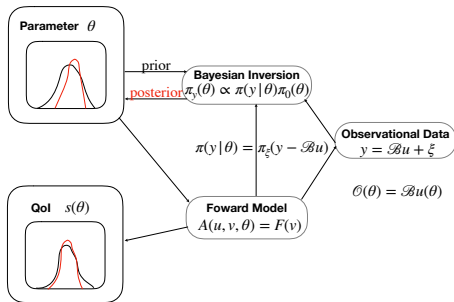 Parameter θ
prior
posterior
Bayesian Inversion
π_y(θ) ∝ π(y|θ)π_0(θ)
Observational Data
y = ℬu + ξ
π(y|θ) = π_ξ(y − ℬu)
𝒪(θ) = ℬu(θ)
QoI s(θ)
Foward Model
A(u, v, θ) = F(v)